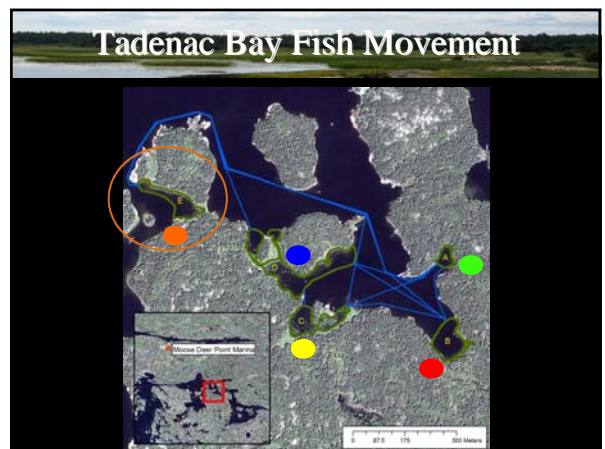 Tadenac Bay Fish Movement
E
A
D
C
B
Moose Deer Point Marina
0 87.5 175 350 Meters